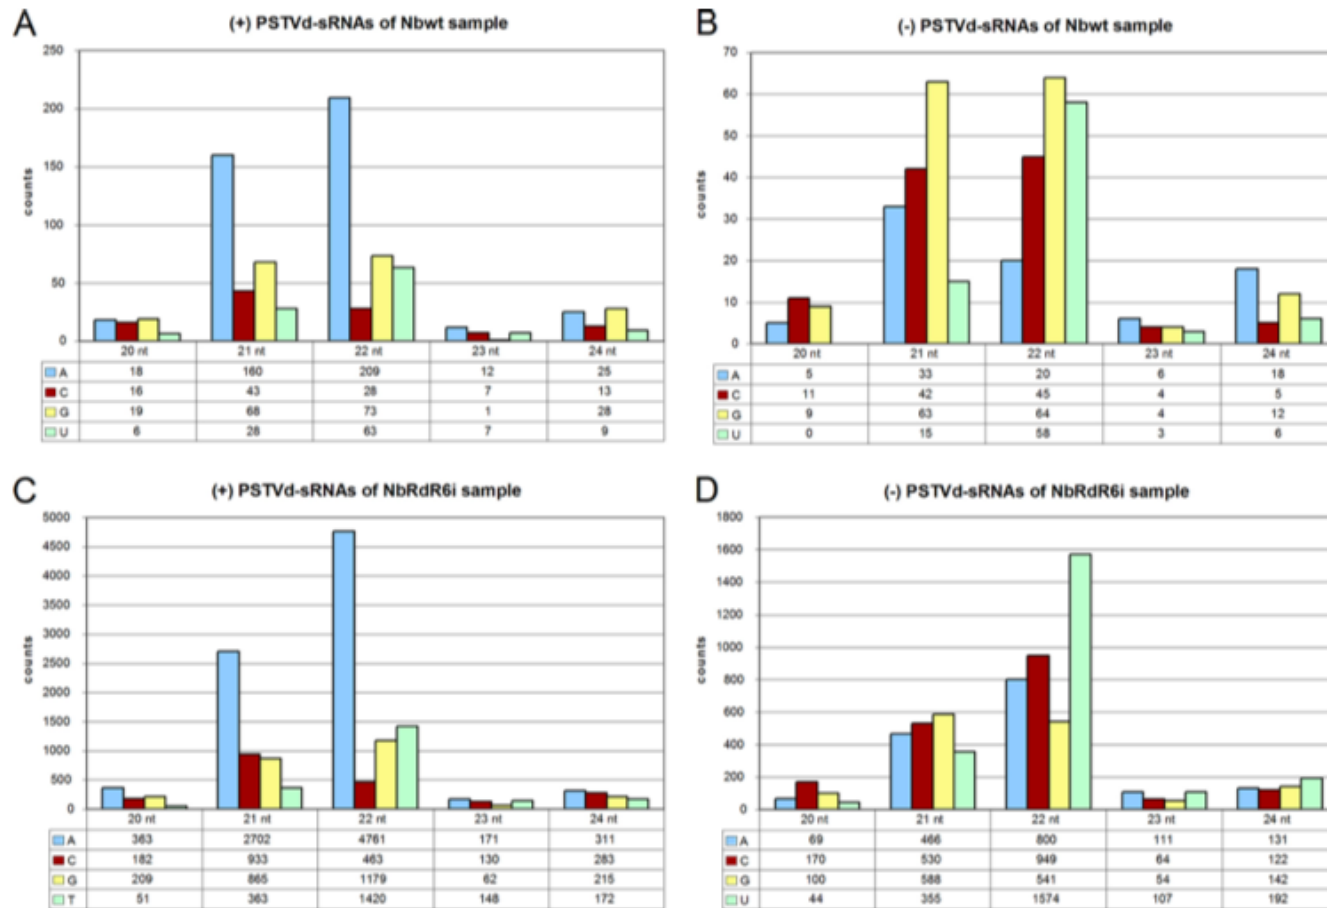 A
(+) PSTVd-sRNAs of Nbwt sample
250
200
150
100
50
0
counts
20 nt 21 nt 22 nt 23 nt 24 nt
A 18 160 209 12 25
C 16 43 28 7 13
G 19 68 73 1 28
U 6 28 63 7 9
B
(-) PSTVd-sRNAs of Nbwt sample
70
60
50
40
30
20
10
0
counts
20 nt 21 nt 22 nt 23 nt 24 nt
A 5 33 20 6 18
C 11 42 45 4 5
G 9 63 64 4 12
U 0 15 58 3 6
C
(+) PSTVd-sRNAs of NbRdR6i sample
5000
4500
4000
3500
3000
2500
2000
1500
1000
500
0
counts
20 nt 21 nt 22 nt 23 nt 24 nt
A 363 2702 4761 171 311
C 182 933 463 130 283
G 209 865 1179 62 215
T 51 363 1420 148 172
D
(-) PSTVd-sRNAs of NbRdR6i sample
1800
1600
1400
1200
1000
800
600
400
200
0
counts
20 nt 21 nt 22 nt 23 nt 24 nt
A 69 466 800 111 131
C 170 530 949 64 122
G 100 588 541 54 142
U 44 355 1574 107 192